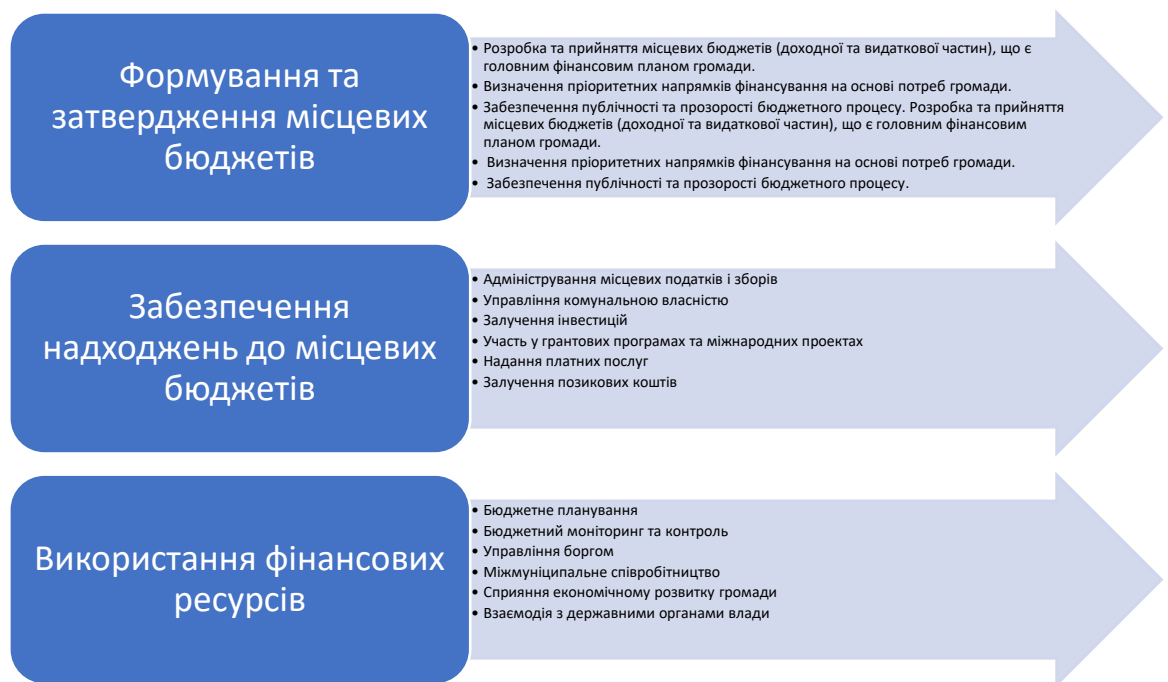 Формування та
затвердження місцевих
бюджетів
• Розробка та прийняття місцевих бюджетів (доходної та видаткової частин), що є
головним фінансовим планом громади.
• Визначення пріоритетних напрямків фінансування на основі потреб громади.
• Забезпечення публічності та прозорості бюджетного процесу. Розробка та прийняття
місцевих бюджетів (доходної та видаткової частин), що є головним фінансовим
планом громади.
• Визначення пріоритетних напрямків фінансування на основі потреб громади.
• Забезпечення публічності та прозорості бюджетного процесу.
Забезпечення
надходжень до місцевих
бюджетів
• Адміністрування місцевих податків і зборів
• Управління комунальною власністю
• Залучення інвестицій
• Участь у грантових програмах та міжнародних проектах
• Надання платних послуг
• Залучення позикових коштів
Використання фінансових
ресурсів
• Бюджетне планування
• Бюджетний моніторинг та контроль
• Управління боргом
• Міжмуніципальне співробітництво
• Сприяння економічному розвитку громади
• Взаємодія з державними органами влади